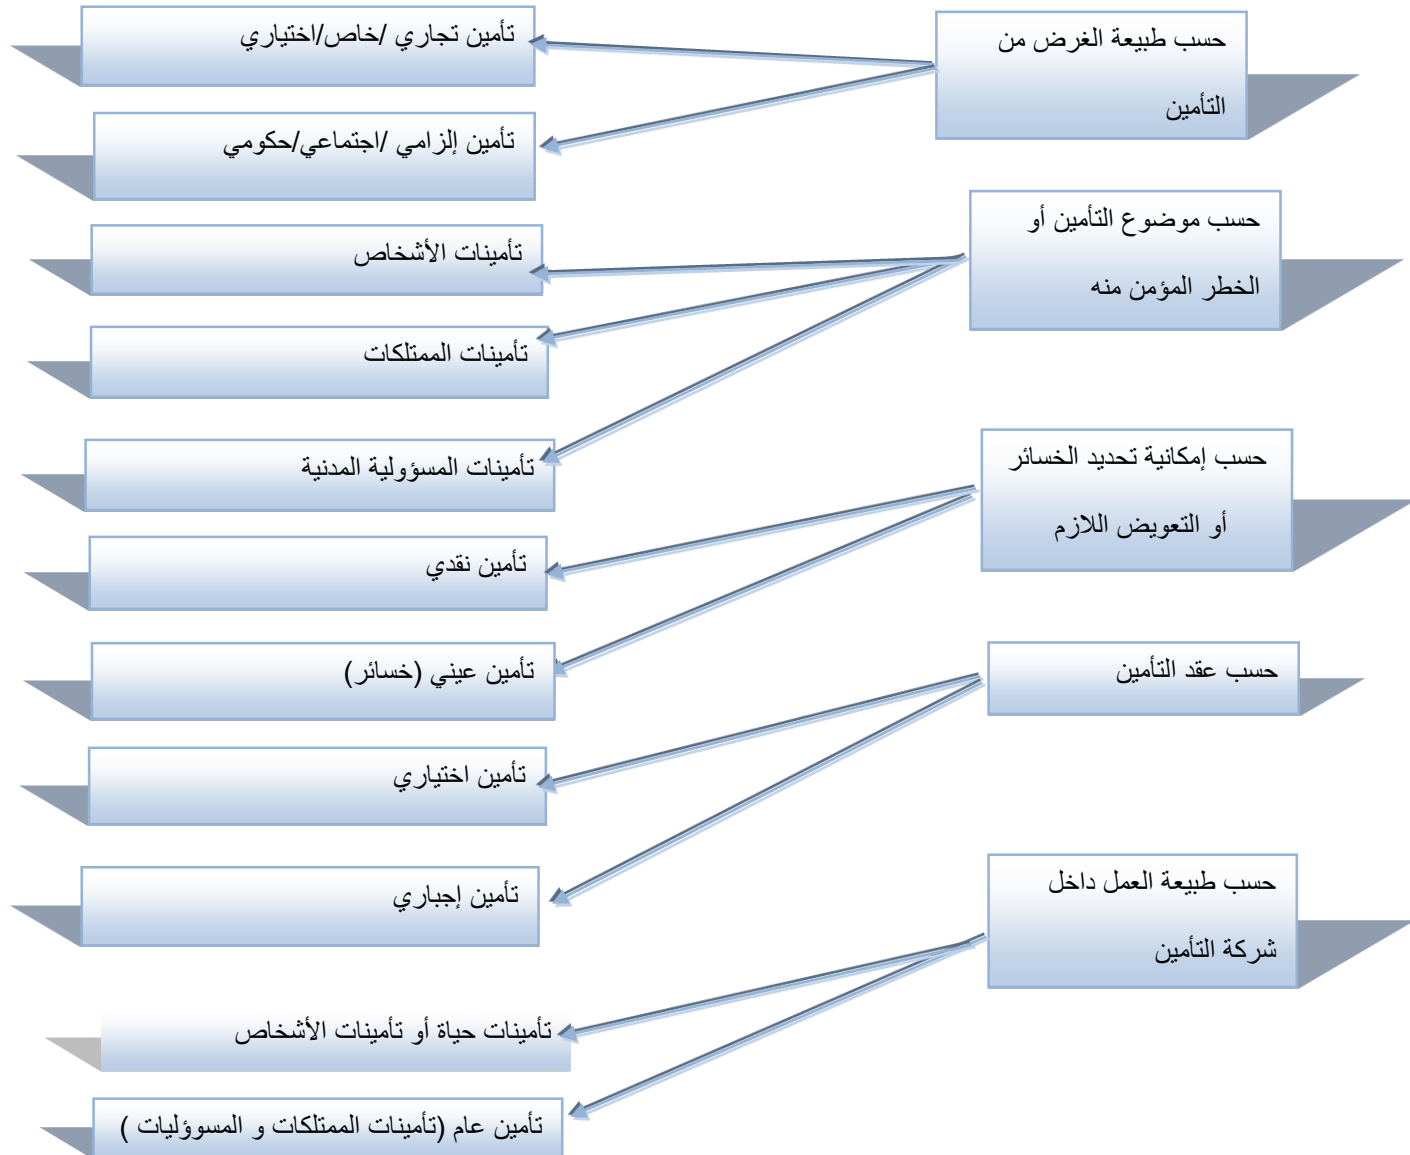 حسب طبيعة الغرض من
التأمين
تأمين تجاري /خاص/اختياري
تأمين إلزامي /اجتماعي/حكومي
حسب موضوع التأمين أو
الخطر المؤمن منه
تأمينات الأشخاص
تأمينات الممتلكات
تأمينات المسؤولية المدنية
حسب إمكانية تحديد الخسائر
أو التعويض اللازم
تأمين نقدي
تأمين عيني (خسائر)
حسب عقد التأمين
تأمين اختياري
تأمين إجباري
حسب طبيعة العمل داخل
شركة التأمين
تأمينات حياة أو تأمينات الأشخاص
تأمين عام (تأمينات الممتلكات و المسوؤليات )